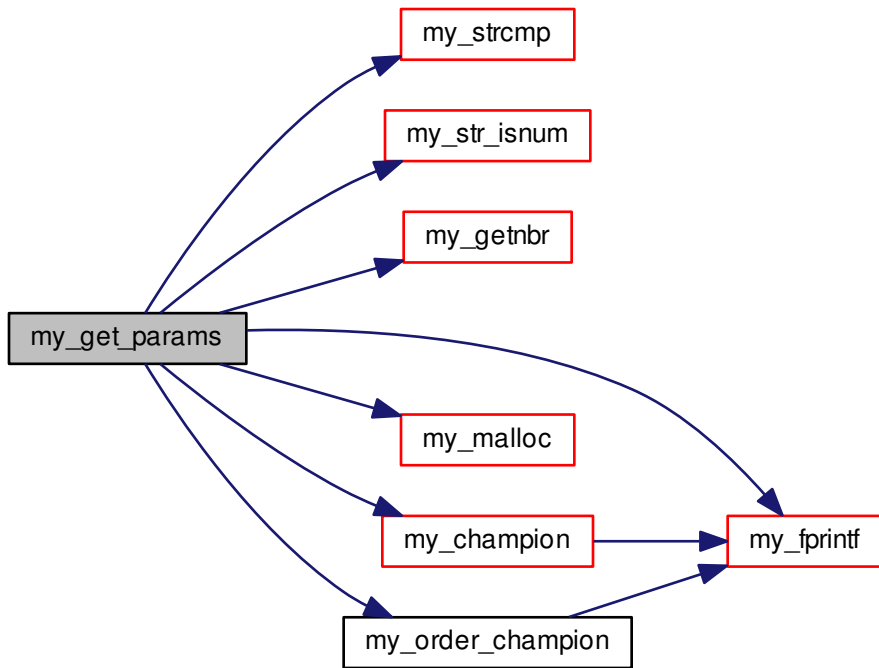 my_strcmp
my_str_isnum
my_getnbr
my_get_params
my_malloc
my_champion
my_fprintf
my_order_champion